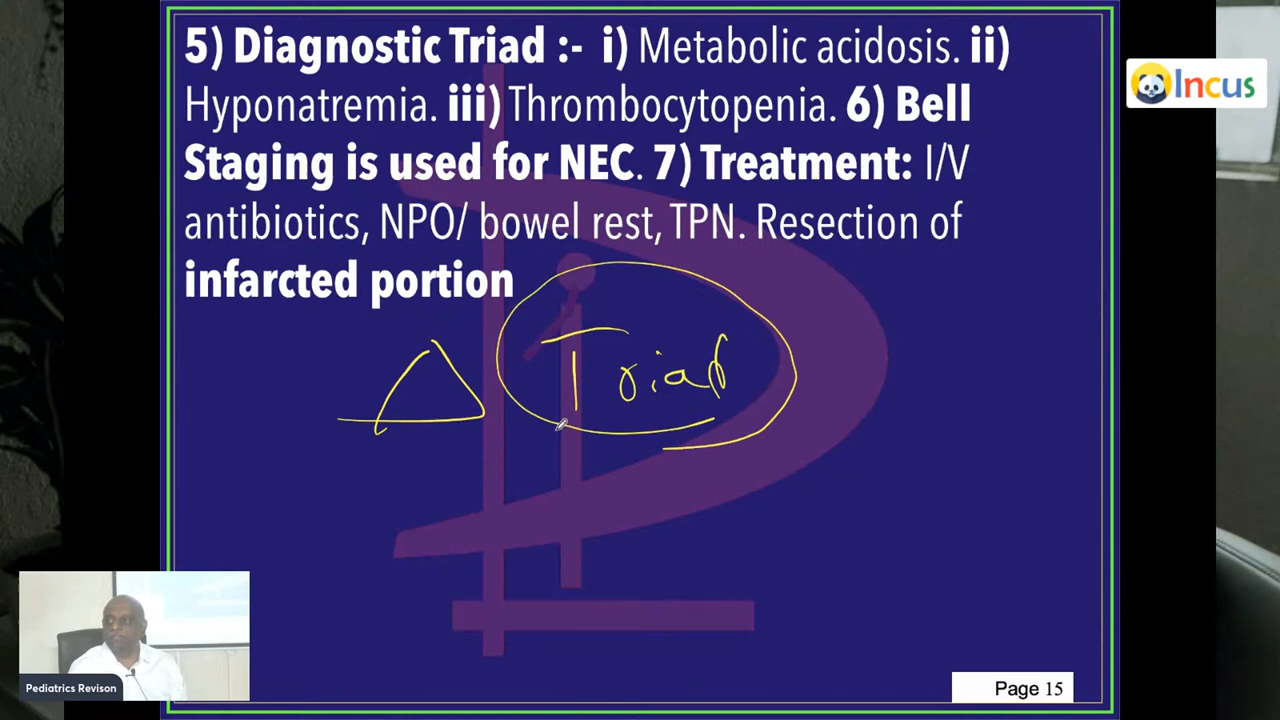 5) Diagnostic Triad :- i) Metabolic acidosis. ii)
Hyponatremia. iii) Thrombocytopenia. 6) Bell
Staging is used for NEC. 7) Treatment: I/V
antibiotics, NPO/ bowel rest, TPN. Resection of
infarcted portion
Δ Triad
Incus
Pediatrics Revison
Page 15